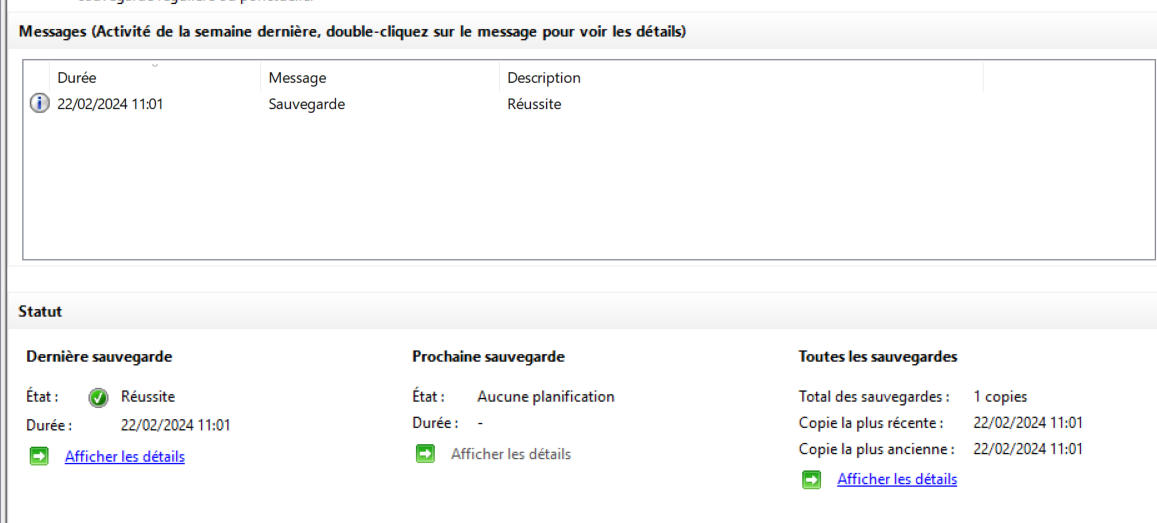 Messages (Activité de la semaine dernière, double-cliquez sur le message pour voir les détails)
Durée Message Description
22/02/2024 11:01 Sauvegarde Réussite
Statut
Dernière sauvegarde Prochaine sauvegarde Toutes les sauvegardes
État : Réussite État : Aucune planification Total des sauvegardes : 1 copies
Durée : 22/02/2024 11:01 Durée : - Copie la plus récente : 22/02/2024 11:01
Copie la plus ancienne : 22/02/2024 11:01
Afficher les détails Afficher les détails Afficher les détails